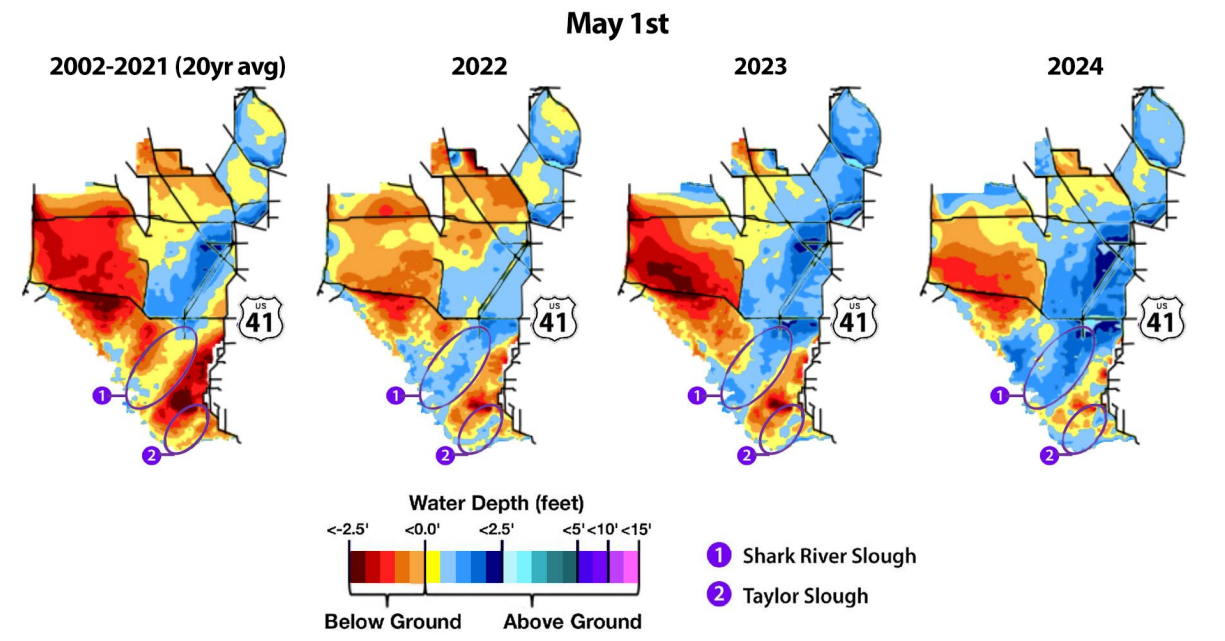 May 1st
2002-2021 (20yr avg)
2022
2023
2024
US
41
US
41
US
41
US
41
1
1
1
1
2
2
2
2
Water Depth (feet)
<-2.5' <0.0' <2.5' <5' <10' <15'
Below Ground Above Ground
1 Shark River Slough
2 Taylor Slough